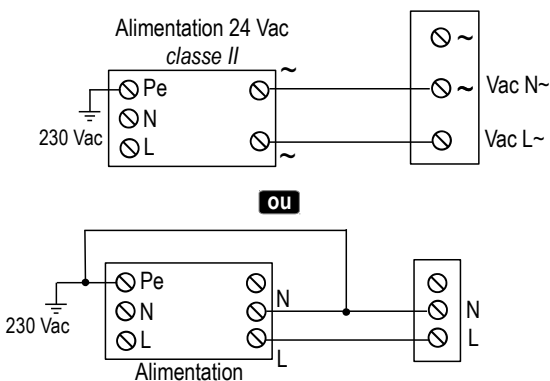 Alimentation 24 Vac
classe II
~
~
Pe
~
Vac N~
N
230 Vac
L
Vac L~
~
ou
Pe
N
N
N
230 Vac
L
L
L
Alimentation